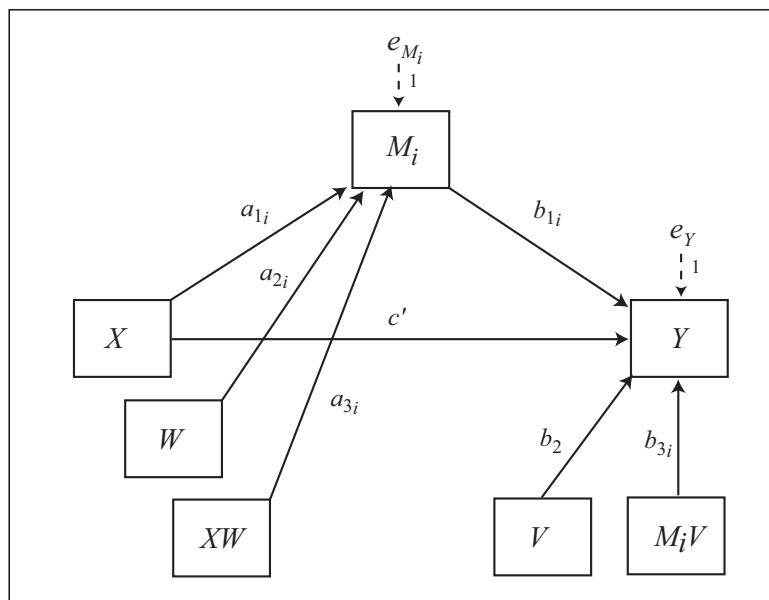 e_{M_i}
1
M_i
a_{1i}
b_{1i}
a_{2i}
e_Y
1
X
c'
Y
a_{3i}
W
b_2
b_{3i}
XW
V
M_iV